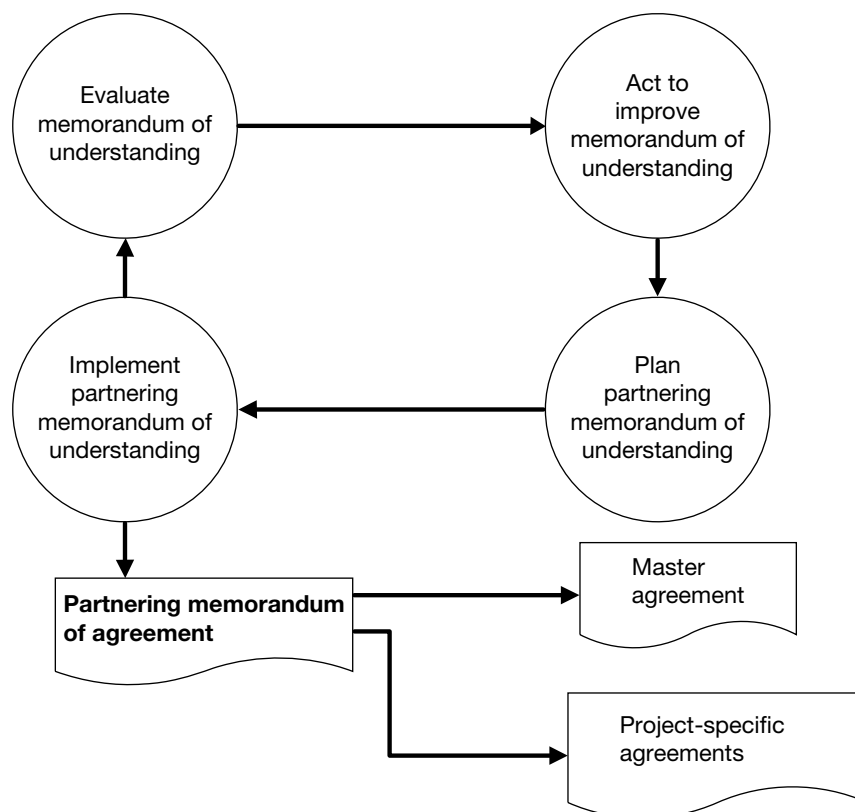 Evaluate
memorandum of
understanding
Act to
improve
memorandum of
understanding
Implement
partnering
memorandum of
understanding
Plan
partnering
memorandum of
understanding
Partnering memorandum
of agreement
Master
agreement
Project-specific
agreements